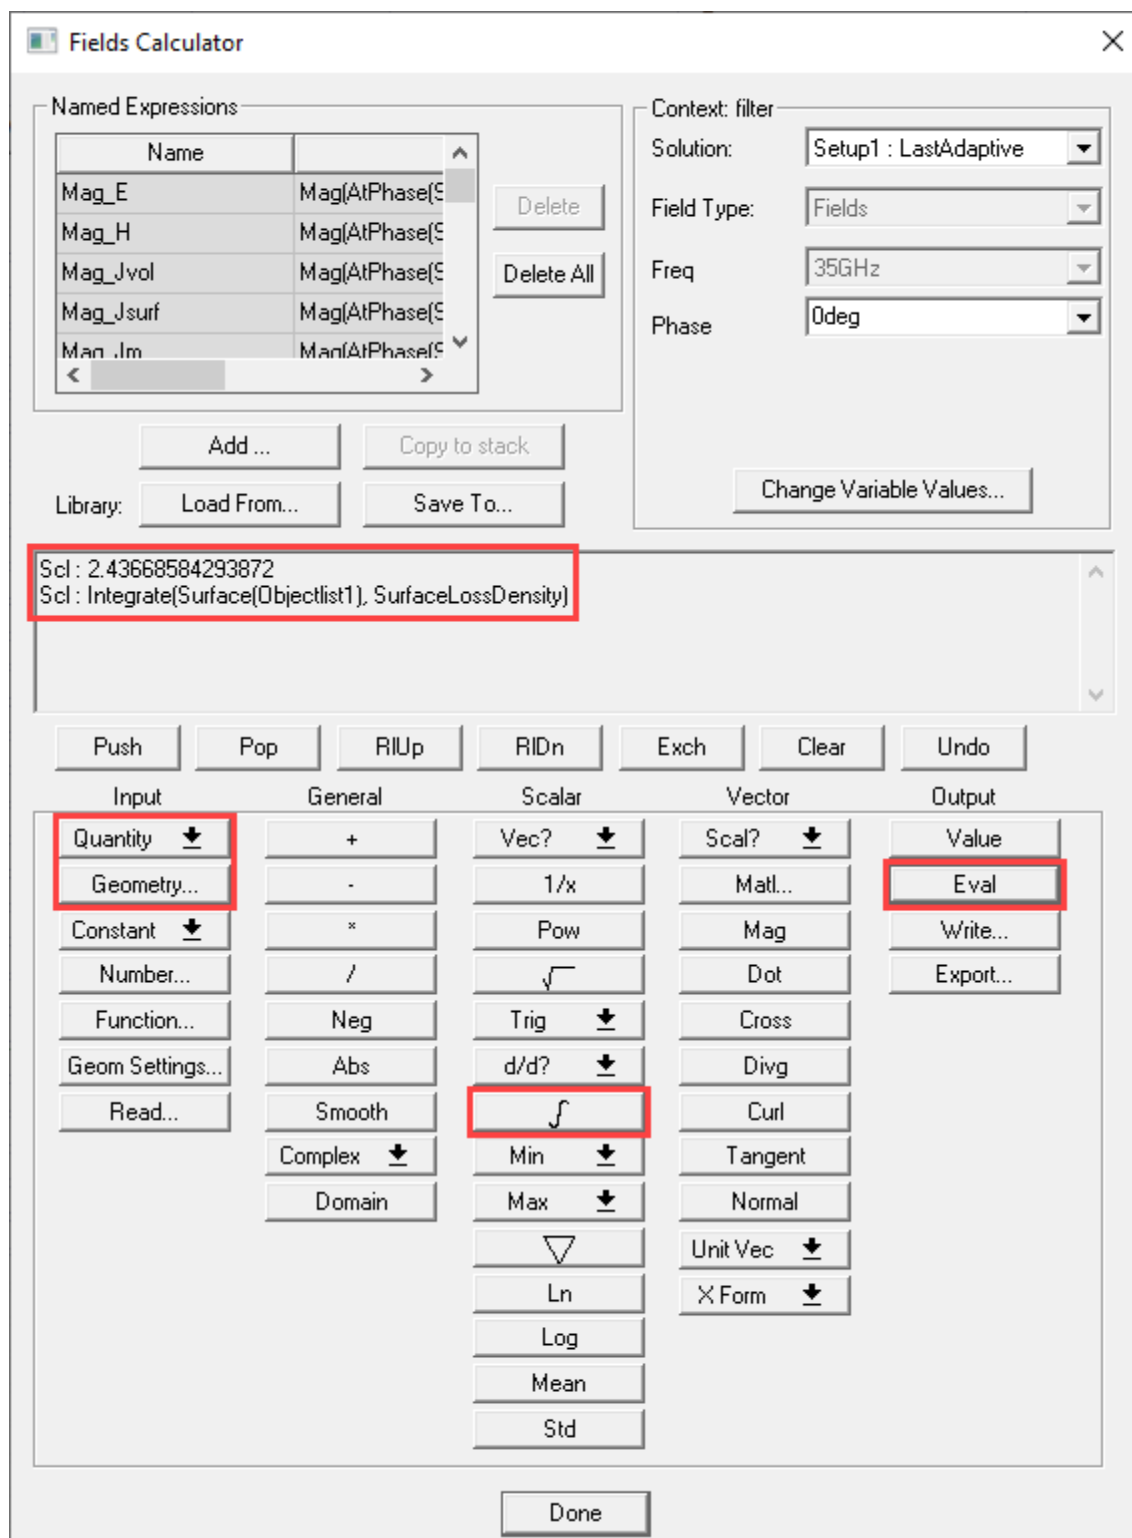 Fields Calculator
Named Expressions
Name
Mag_E Mag(AtPhase(S
Mag_H Mag(AtPhase(S
Mag_Jvol Mag(AtPhase(S
Mag_Jsurf Mag(AtPhase(S
Mag_Jm Mag(AtPhase(S
Delete
Delete All
Context: filter
Solution: Setup1 : LastAdaptive
Field Type: Fields
Freq 35GHz
Phase 0deg
Add ... Copy to stack
Library: Load From... Save To...
Change Variable Values...
Scl : 2.43668584293872
Scl : Integrate(Surface(Objectlist1), SurfaceLossDensity)
Push Pop RlUp RlDn Exch Clear Undo
Input General Scalar Vector Output
Quantity + Vec? Scal? Value
Geometry... - 1/x Matl... Eval
Constant * Pow Mag Write...
Number... / √ Dot Export...
Function... Neg Trig Cross
Geom Settings... Abs d/d? Divg
Read... Smooth ∫ Curl
Complex Min Tangent
Domain Max Normal
▽ Unit Vec
Ln X Form
Log
Mean
Std
Done